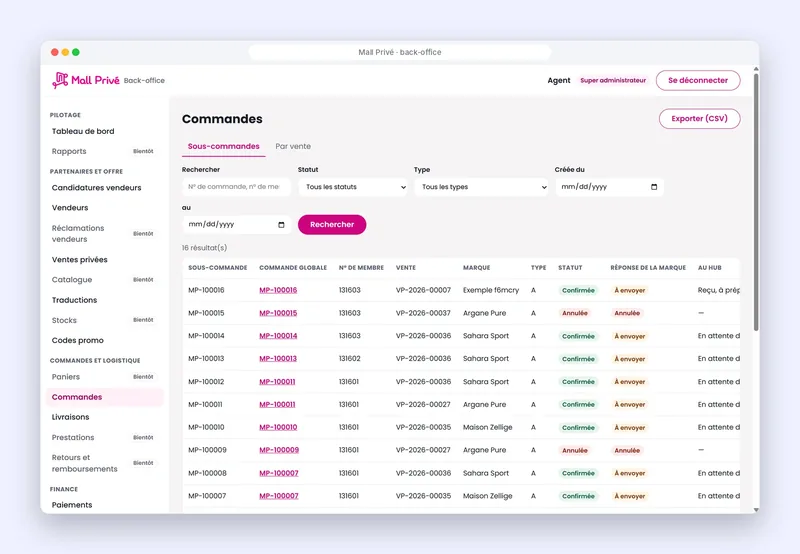 Mall Privé · back-office
Mall Privé Back-office
Agent Super administrateur Se déconnecter
PILOTAGE
Tableau de bord
Rapports Bientôt
PARTENAIRES ET OFFRE
Candidatures vendeurs
Vendeurs
Réclamations vendeurs Bientôt
Ventes privées
Catalogue Bientôt
Traductions
Stocks Bientôt
Codes promo
COMMANDES ET LOGISTIQUE
Paniers Bientôt
Commandes
Livraisons
Prestations Bientôt
Retours et remboursements Bientôt
FINANCE
Paiements
Commandes
Exporter (CSV)
Sous-commandes Par vente
Rechercher Statut Type Créée du
N° de commande, n° de me Tous les statuts Tous les types mm/dd/yyyy
au
mm/dd/yyyy Rechercher
16 résultat(s)
SOUS-COMMANDE COMMANDE GLOBALE N° DE MEMBRE VENTE MARQUE TYPE STATUT RÉPONSE DE LA MARQUE AU HUB
MP-100016 MP-100016 131603 VP-2026-00007 Exemple f6mcry A Confirmée À envoyer Reçu, à prép
MP-100015 MP-100015 131603 VP-2026-00037 Argane Pure A Annulée Annulée —
MP-100014 MP-100014 131603 VP-2026-00036 Sahara Sport A Confirmée À envoyer En attente d
MP-100013 MP-100013 131602 VP-2026-00036 Sahara Sport A Confirmée À envoyer En attente d
MP-100012 MP-100011 131601 VP-2026-00036 Sahara Sport A Confirmée À envoyer En attente d
MP-100011 MP-100011 131601 VP-2026-00027 Argane Pure A Confirmée À envoyer En attente d
MP-100010 MP-100010 131601 VP-2026-00035 Maison Zellige A Confirmée À envoyer En attente d
MP-100009 MP-100009 131601 VP-2026-00027 Argane Pure A Annulée Annulée —
MP-100008 MP-100007 131601 VP-2026-00036 Sahara Sport A Confirmée À envoyer En attente d
MP-100007 MP-100007 131601 VP-2026-00035 Maison Zellige A Confirmée À envoyer En attente d